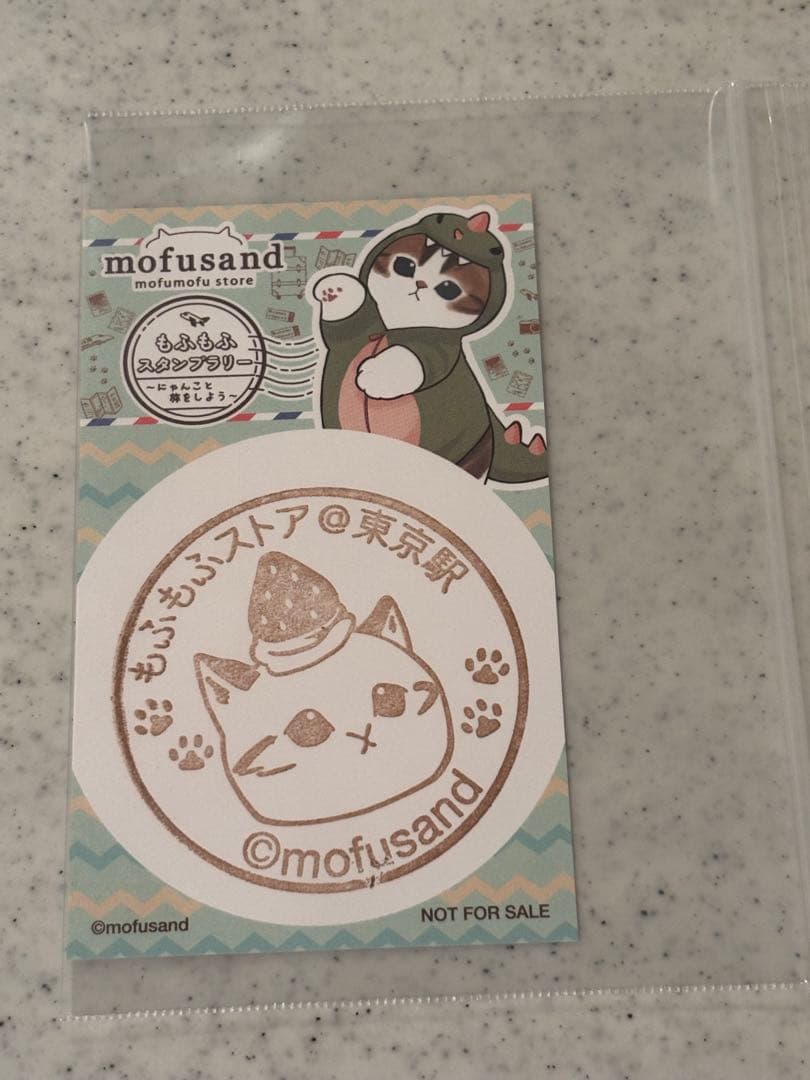 mofusand
mofumofu store
もふもふ
スタンプラリー
～にゃんこと
旅をしよう～
もふもふストア@東京駅
©mofusand
©mofusand
NOT FOR SALE